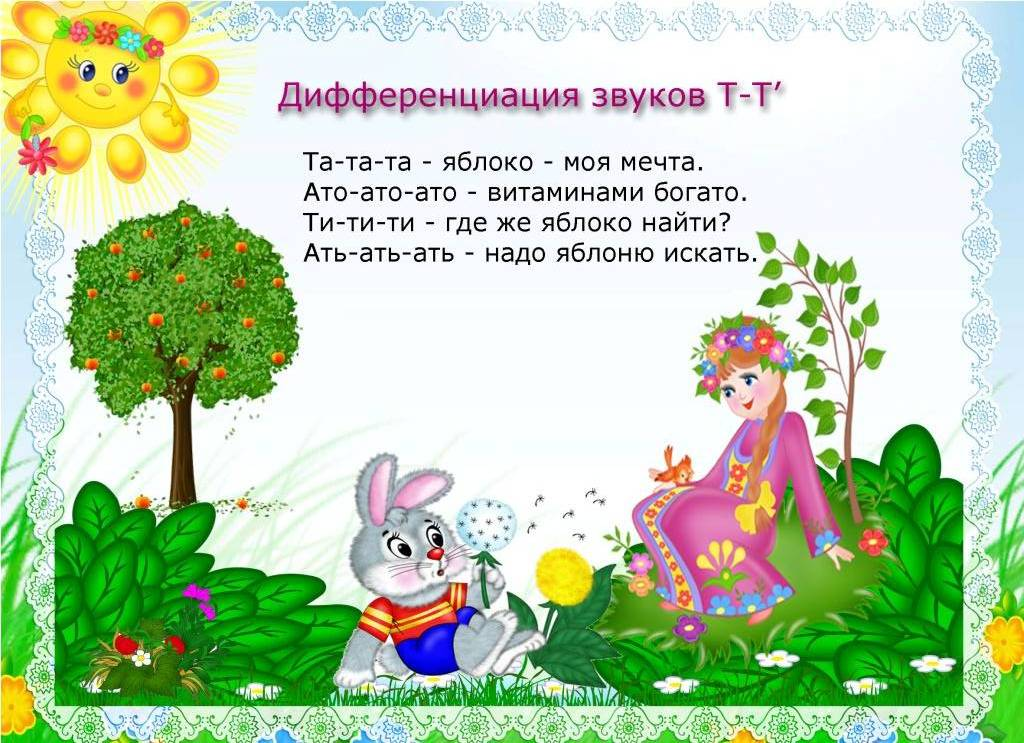 Дифференциация звуков Т-Т’
Та-та-та - яблоко - моя мечта.
Ато-ато-ато - витаминами богато.
Ти-ти-ти - где же яблоко найти?
Ать-ать-ать - надо яблоню искать.